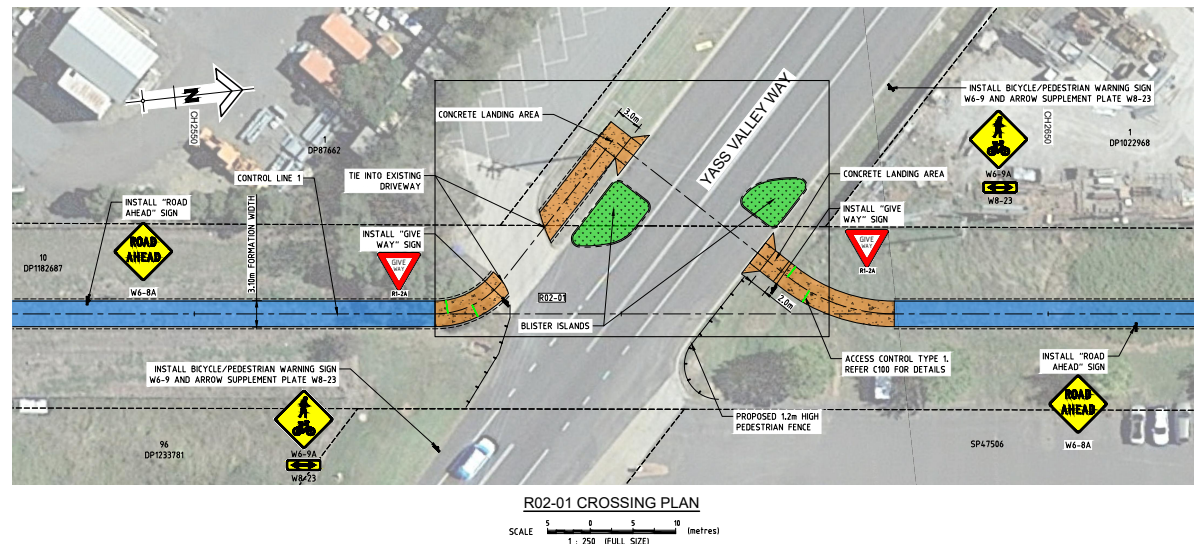 N
CH2550
1
DP87662
CONTROL LINE 1
INSTALL "ROAD
AHEAD" SIGN
ROAD
AHEAD
W6-8A
10
DP1182687
3.10m FORMATION WIDTH
CONCRETE LANDING AREA
3.0m
TIE INTO EXISTING
DRIVEWAY
INSTALL "GIVE
WAY" SIGN
GIVE
WAY
R1-2A
R02-01
BLISTER ISLANDS
YASS VALLEY WAY
INSTALL BICYCLE/PEDESTRIAN WARNING SIGN
W6-9 AND ARROW SUPPLEMENT PLATE W8-23
CH2650
1
DP1022968
W6-9A
W8-23
CONCRETE LANDING AREA
INSTALL "GIVE
WAY" SIGN
GIVE
WAY
R1-2A
2.0m
ACCESS CONTROL TYPE 1.
REFER C100 FOR DETAILS
INSTALL "ROAD
AHEAD" SIGN
ROAD
AHEAD
W6-8A
INSTALL BICYCLE/PEDESTRIAN WARNING SIGN
W6-9 AND ARROW SUPPLEMENT PLATE W8-23
W6-9A
W8-23
96
DP1233781
PROPOSED 1.2m HIGH
PEDESTRIAN FENCE
SP47506
R02-01 CROSSING PLAN
SCALE 5 0 5 10 (metres)
1 : 250 (FULL SIZE)